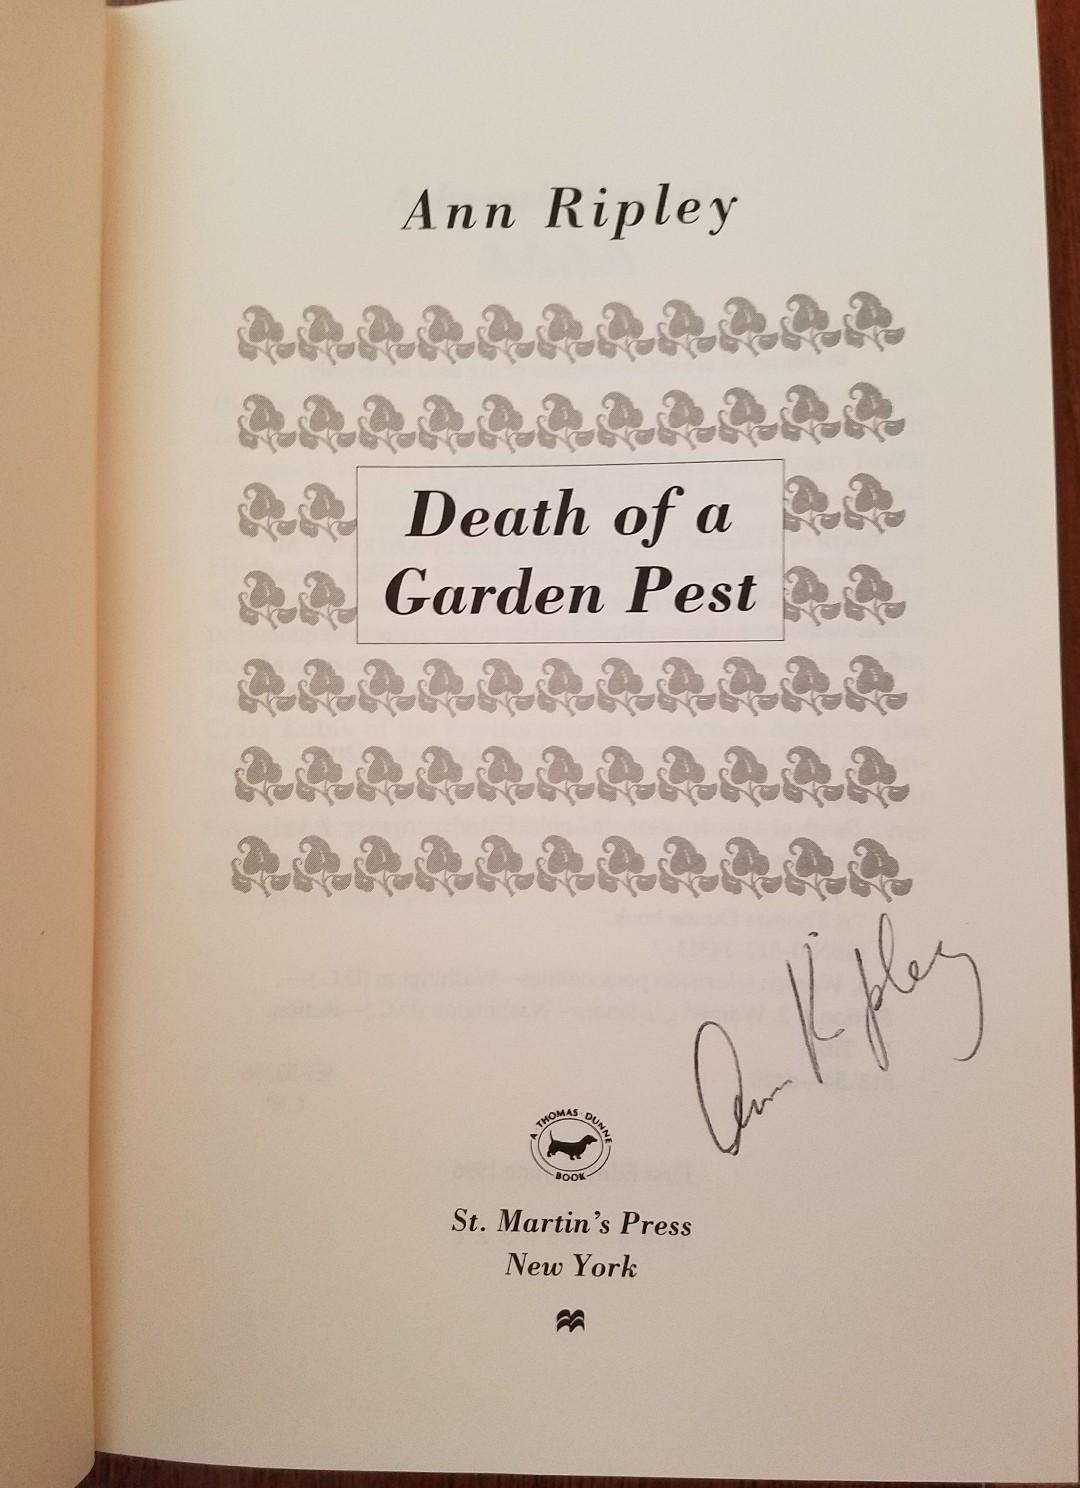 Ann Ripley
Death of a
Garden Pest
Ann Ripley
A · THOMAS · DUNNE
BOOK
St. Martin's Press
New York